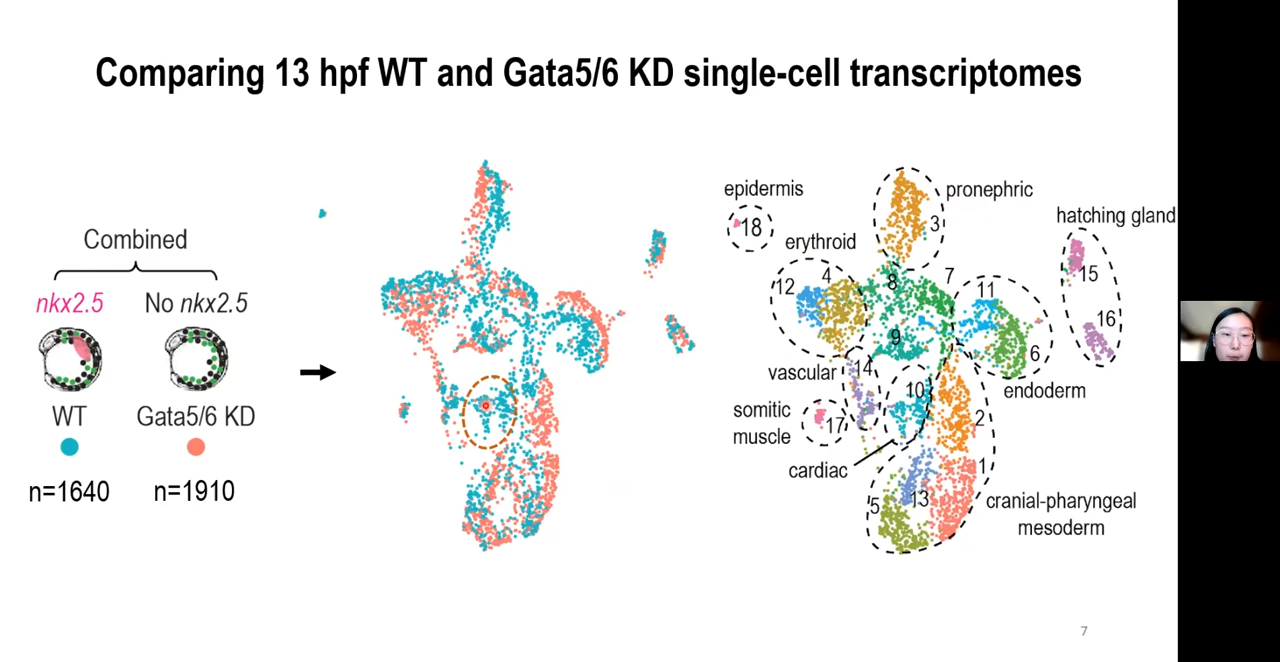 Comparing 13 hpf WT and Gata5/6 KD single-cell transcriptomes
Combined
nkx2.5
No nkx2.5
WT
Gata5/6 KD
n=1640
n=1910
epidermis
18
pronephric
3
hatching gland
15
16
erythroid
12
4
8
7
11
9
6
endoderm
vascular
14
10
somitic
muscle
17
2
cardiac
1
5
13
cranial-pharyngeal
mesoderm
7